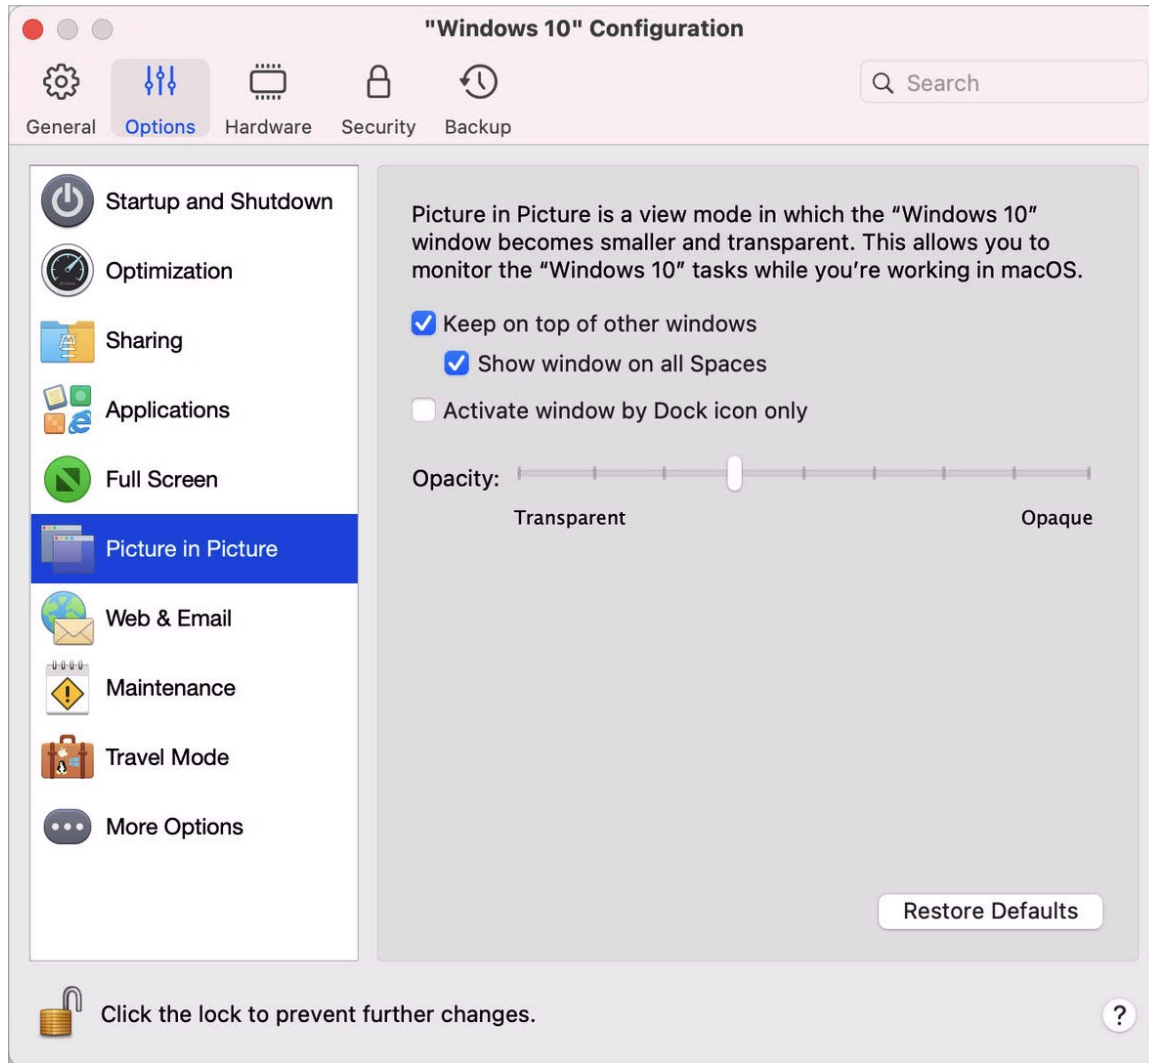 "Windows 10" Configuration
General
Options
Hardware
Security
Backup
Search
Startup and Shutdown
Optimization
Sharing
Applications
Full Screen
Picture in Picture
Web & Email
Maintenance
Travel Mode
More Options
Picture in Picture is a view mode in which the “Windows 10”
window becomes smaller and transparent. This allows you to
monitor the “Windows 10” tasks while you’re working in macOS.
Keep on top of other windows
Show window on all Spaces
Activate window by Dock icon only
Opacity:
Transparent
Opaque
Restore Defaults
Click the lock to prevent further changes.
?